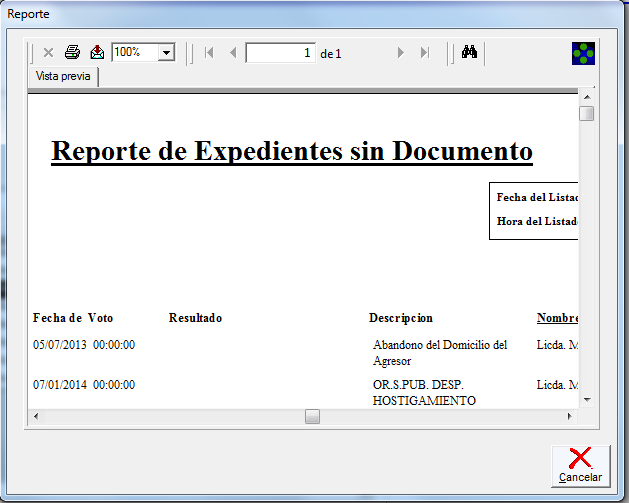 Reporte
100%
1 de 1
Vista previa
Reporte de Expedientes sin Documento
Fecha del Listad
Hora del Listad
Fecha de Voto Resultado Descripcion Nombre
05/07/2013 00:00:00 Abandono del Domicilio del Licda. M
Agresor
07/01/2014 00:00:00 OR.S.PUB. DESP. Licda. M
HOSTIGAMIENTO
Cancelar